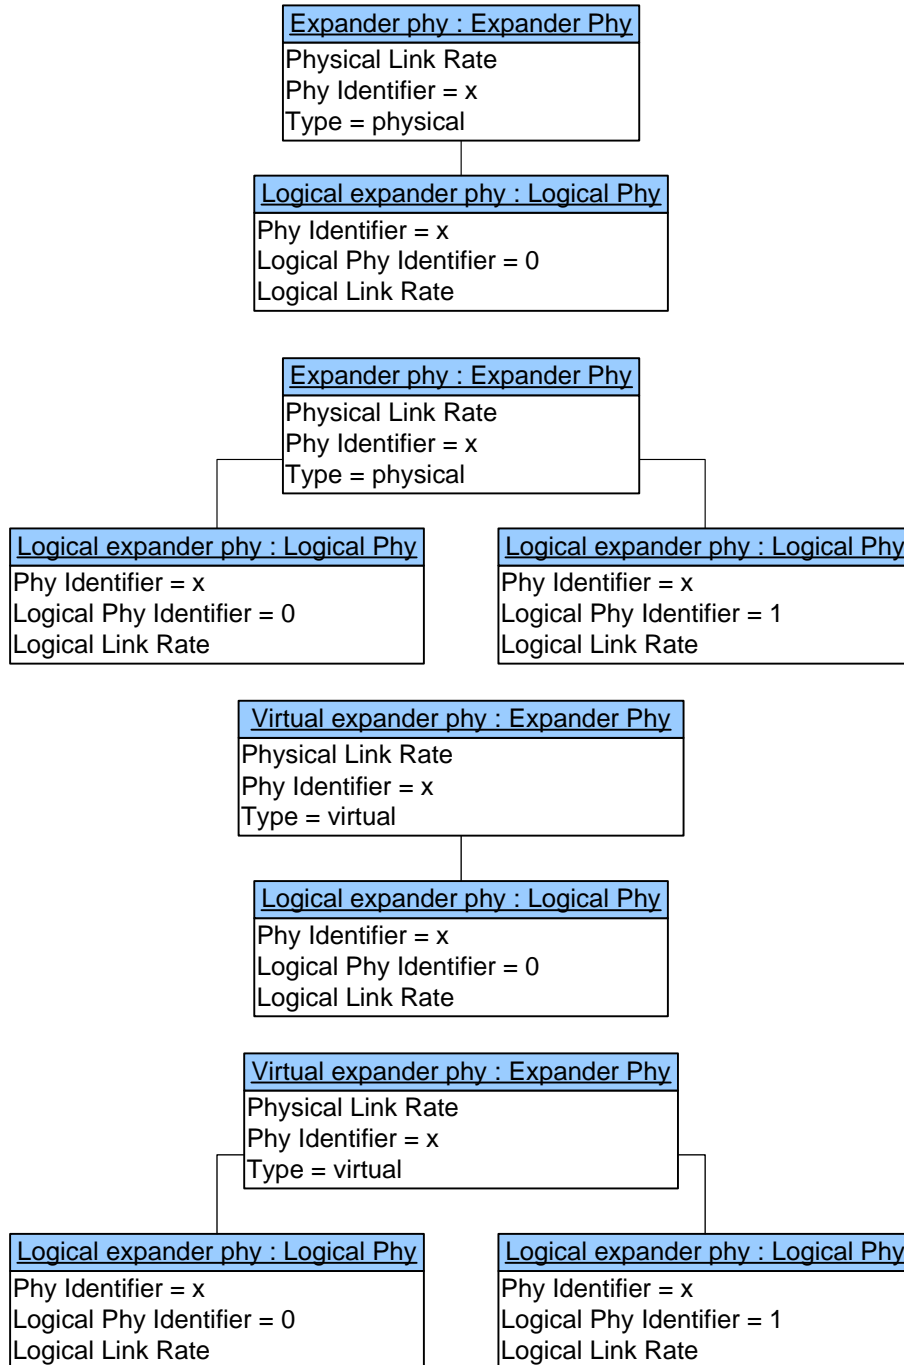 Expander phy : Expander Phy
Physical Link Rate
Phy Identifier = x
Type = physical
Logical expander phy : Logical Phy
Phy Identifier = x
Logical Phy Identifier = 0
Logical Link Rate
Expander phy : Expander Phy
Physical Link Rate
Phy Identifier = x
Type = physical
Logical expander phy : Logical Phy
Phy Identifier = x
Logical Phy Identifier = 0
Logical Link Rate
Logical expander phy : Logical Phy
Phy Identifier = x
Logical Phy Identifier = 1
Logical Link Rate
Virtual expander phy : Expander Phy
Physical Link Rate
Phy Identifier = x
Type = virtual
Logical expander phy : Logical Phy
Phy Identifier = x
Logical Phy Identifier = 0
Logical Link Rate
Virtual expander phy : Expander Phy
Physical Link Rate
Phy Identifier = x
Type = virtual
Logical expander phy : Logical Phy
Phy Identifier = x
Logical Phy Identifier = 0
Logical Link Rate
Logical expander phy : Logical Phy
Phy Identifier = x
Logical Phy Identifier = 1
Logical Link Rate